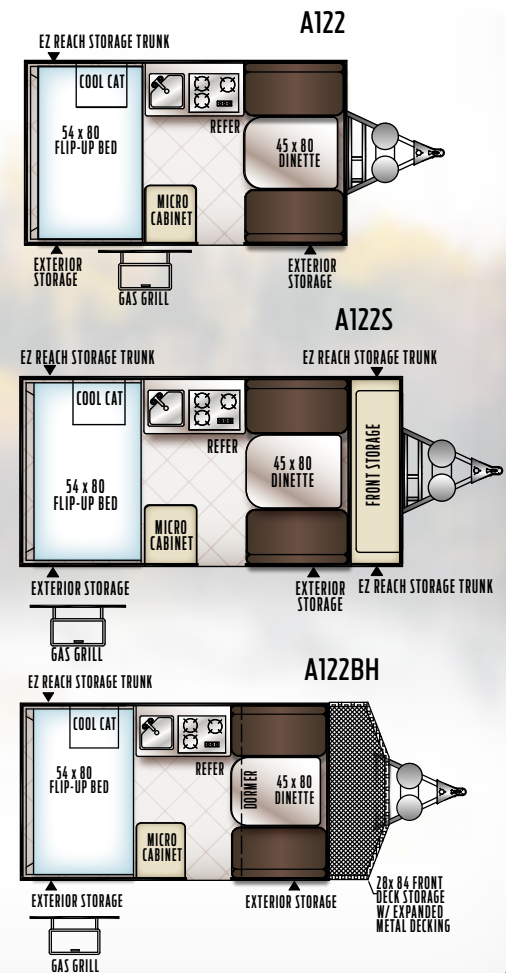 A122
EZ REACH STORAGE TRUNK
COOL CAT
54 x 80
FLIP-UP BED
REFER
45 x 80
DINETTE
MICRO
CABINET
EXTERIOR
STORAGE
EXTERIOR
STORAGE
GAS GRILL
A122S
EZ REACH STORAGE TRUNK
EZ REACH STORAGE TRUNK
COOL CAT
REFER
45 x 80
DINETTE
FRONT STORAGE
54 x 80
FLIP-UP BED
MICRO
CABINET
EXTERIOR STORAGE
EXTERIOR
STORAGE
EZ REACH STORAGE TRUNK
GAS GRILL
A122BH
EZ REACH STORAGE TRUNK
COOL CAT
54 x 80
FLIP-UP BED
REFER
DORMER
45 x 80
DINETTE
MICRO
CABINET
EXTERIOR STORAGE
EXTERIOR STORAGE
28x 84 FRONT
DECK STORAGE
W/ EXPANDED
METAL DECKING
GAS GRILL